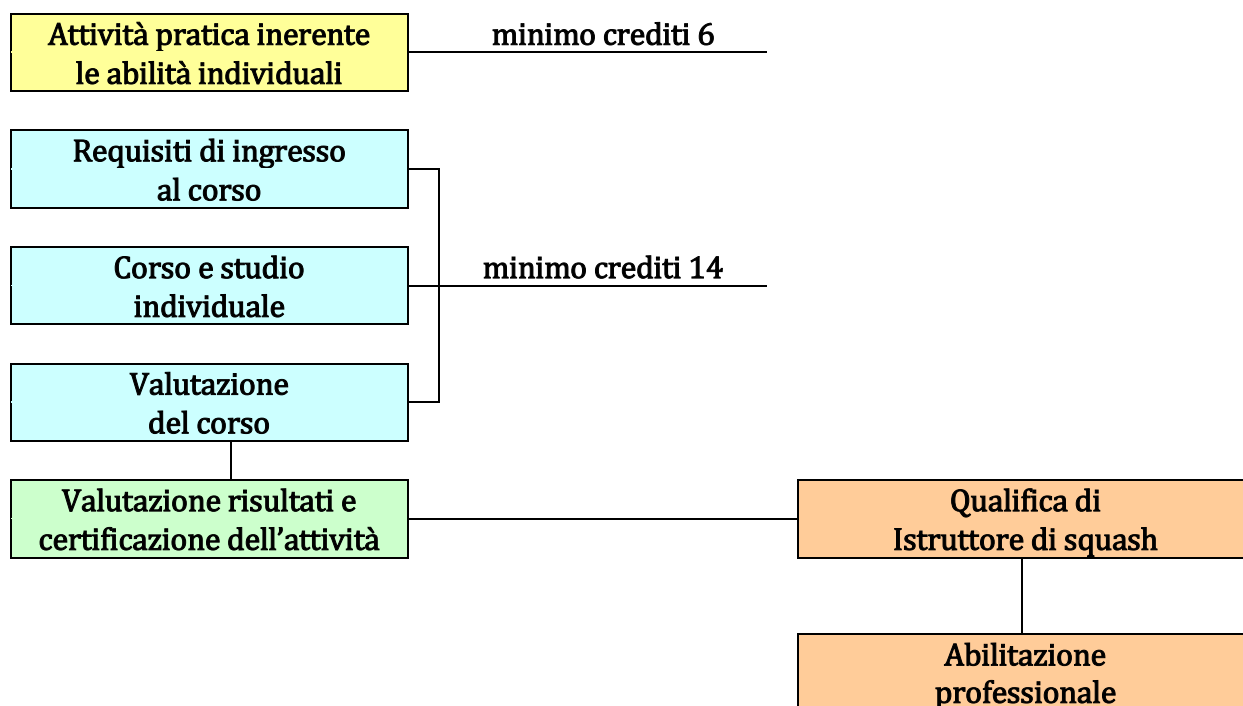 Attività pratica inerente
le abilità individuali
minimo crediti 6
Requisiti di ingresso
al corso
Corso e studio
individuale
minimo crediti 14
Valutazione
del corso
Valutazione risultati e
certificazione dell’attività
Qualifica di
Istruttore di squash
Abilitazione
professionale